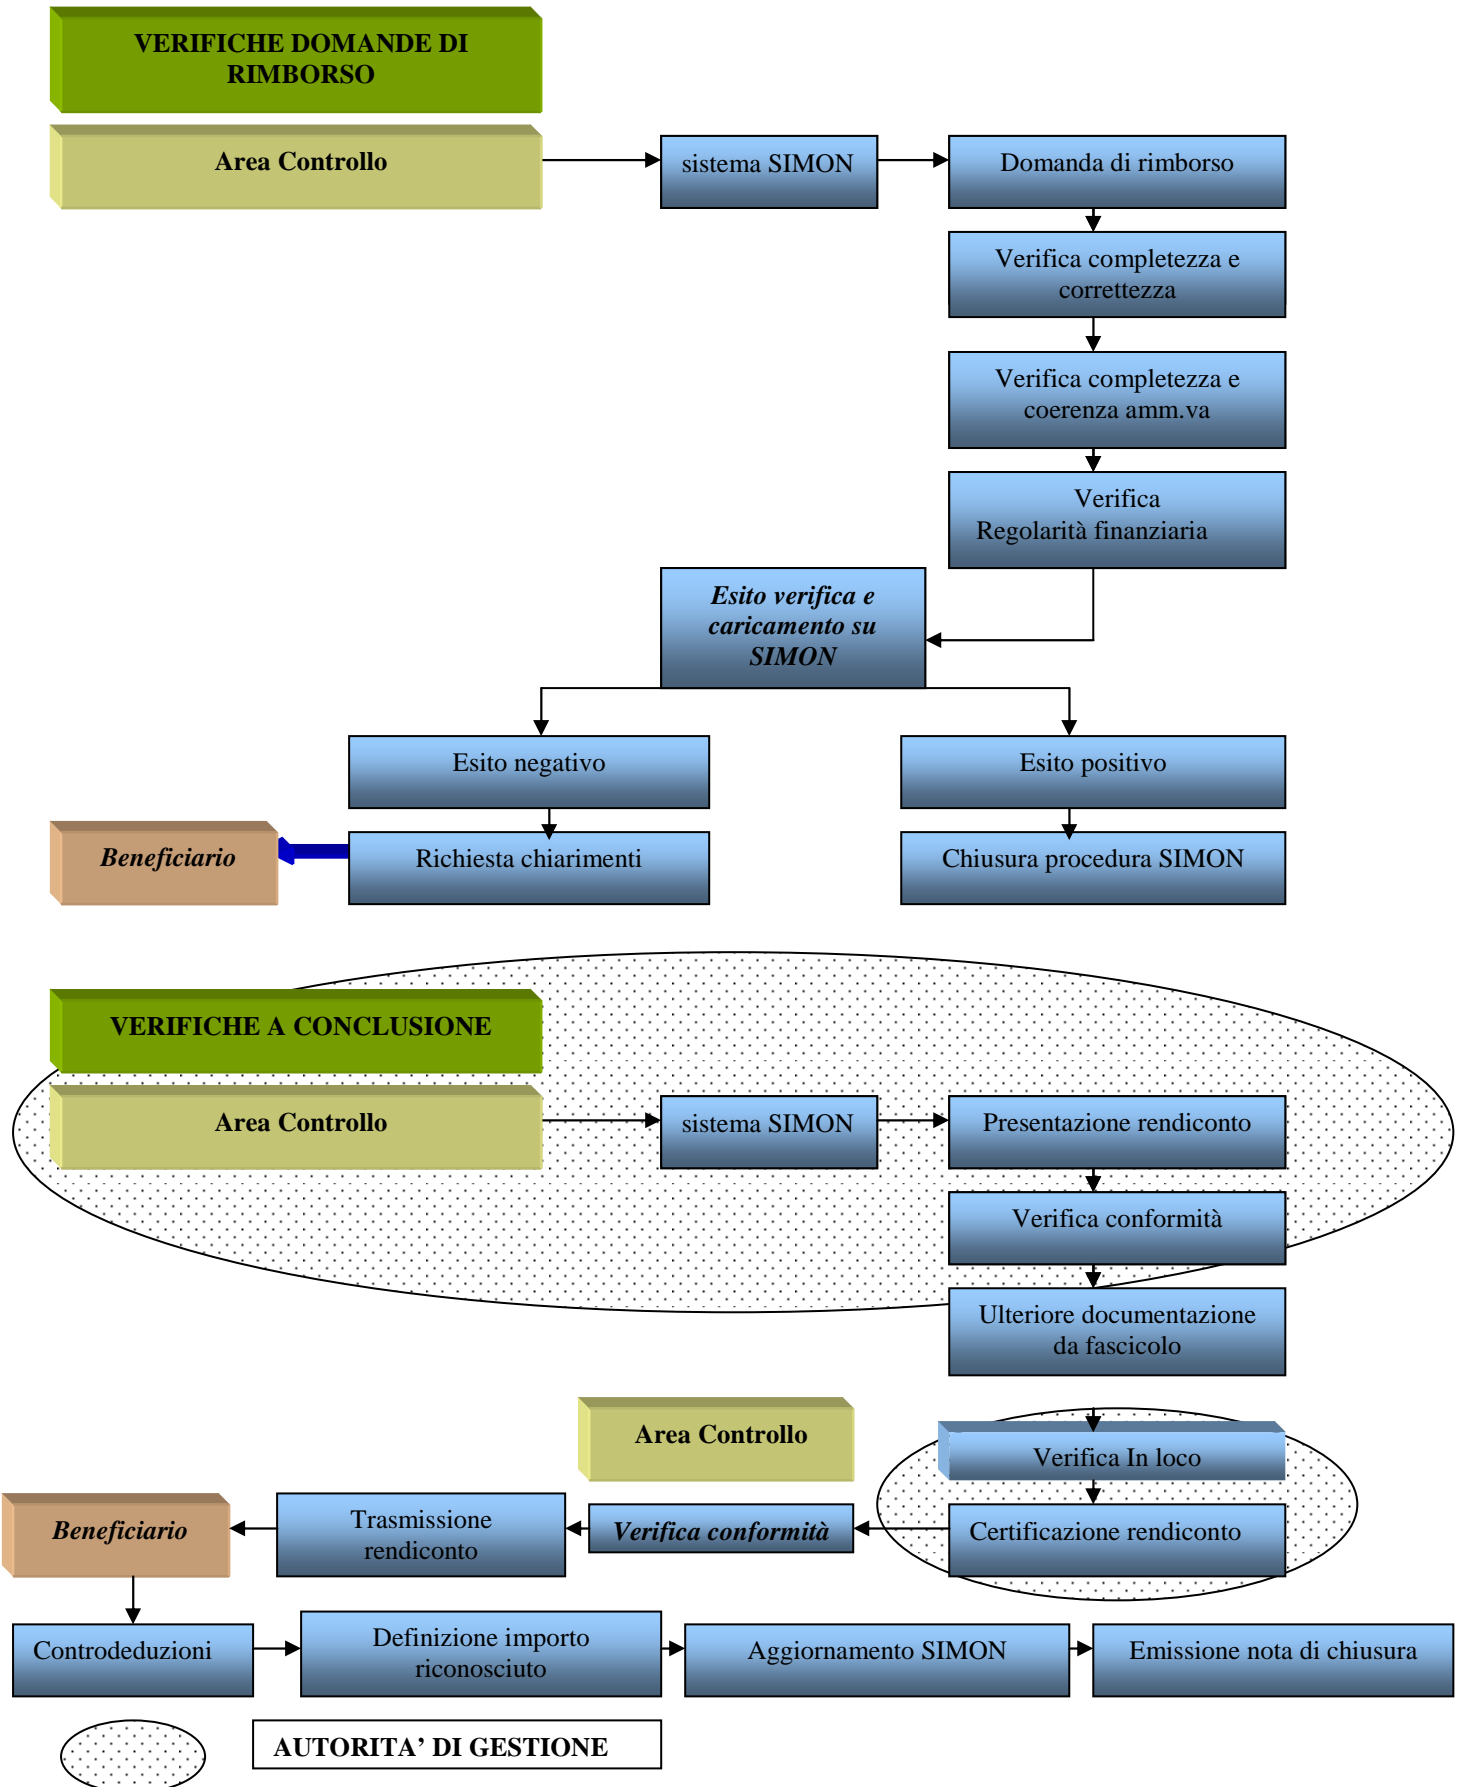 VERIFICHE DOMANDE DI
RIMBORSO
Area Controllo
sistema SIMON
Domanda di rimborso
Verifica completezza e
correttezza
Verifica completezza e
coerenza amm.va
Verifica
Regolarità finanziaria
Esito verifica e
caricamento su
SIMON
Esito negativo
Esito positivo
Beneficiario
Richiesta chiarimenti
Chiusura procedura SIMON
VERIFICHE A CONCLUSIONE
Area Controllo
sistema SIMON
Presentazione rendiconto
Verifica conformità
Ulteriore documentazione
da fascicolo
Area Controllo
Verifica In loco
Beneficiario
Trasmissione
rendiconto
Verifica conformità
Certificazione rendiconto
Controdeduzioni
Definizione importo
riconosciuto
Aggiornamento SIMON
Emissione nota di chiusura
AUTORITA’ DI GESTIONE